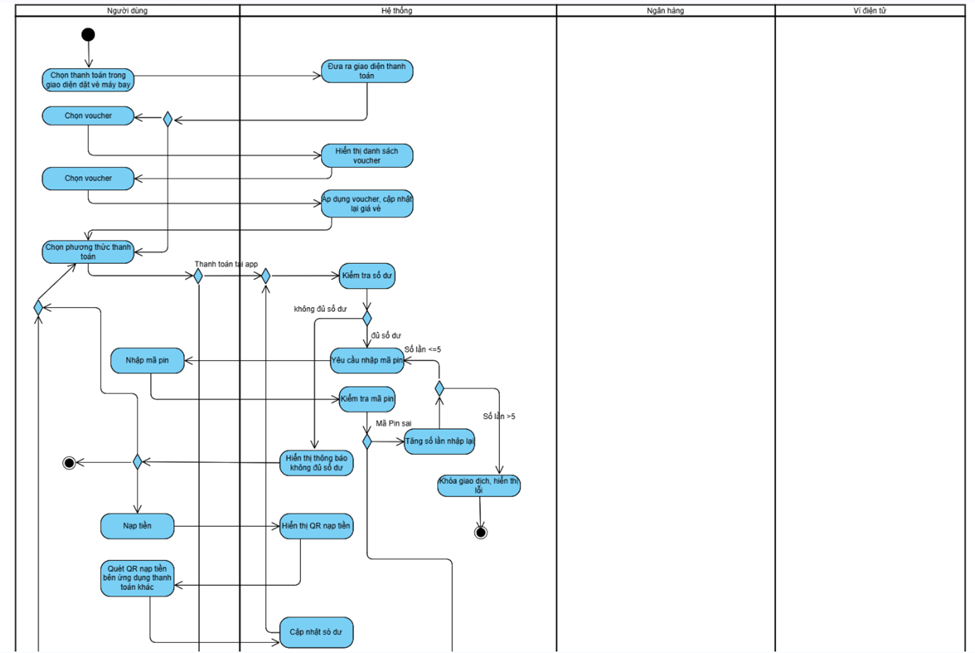 Người dùng
Hệ thống
Ngân hàng
Ví điện tử
Chọn thanh toán trong
giao diện đặt vé máy bay
Đưa ra giao diện thanh
toán
Chọn voucher
Hiển thị danh sách
voucher
Chọn voucher
Áp dụng voucher, cập nhật
lại giá vé
Chọn phương thức thanh
toán
Thanh toán tại app
Kiểm tra số dư
không đủ số dư
đủ số dư
Số lần <=5
Nhập mã pin
Yêu cầu nhập mã pin
Kiểm tra mã pin
Số lần >5
Mã Pin sai
Tăng số lần nhập lại
Hiển thị thông báo
không đủ số dư
Khóa giao dịch, hiển thị
lỗi
Nạp tiền
Hiển thị QR nạp tiền
Quét QR nạp tiền
bên ứng dụng thanh
toán khác
Cập nhật số dư